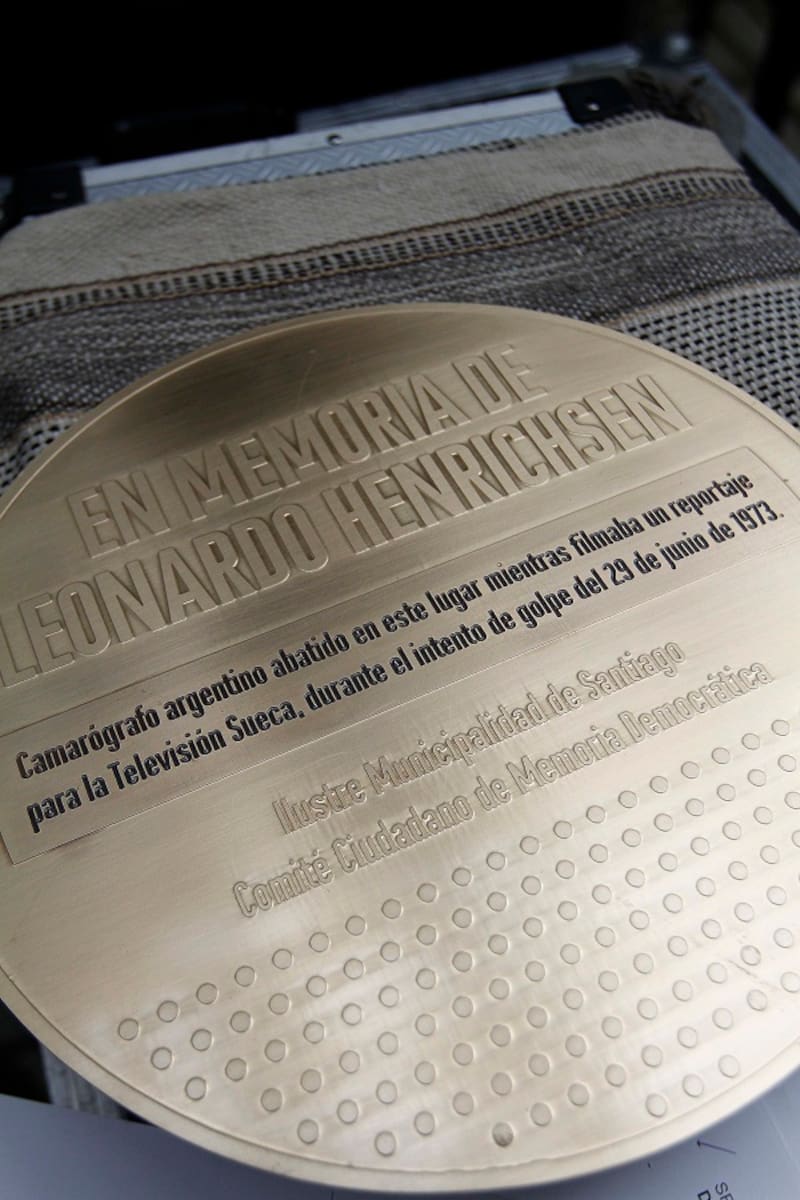 EN MEMORIA DE
LEONARDO HENRICHSEN
Camarógrafo argentino abatido en este lugar mientras filmaba un reportaje
para la Televisión Sueca, durante el intento de golpe del 29 de junio de 1973.
Ilustre Municipalidad de Santiago
Comité Ciudadano de Memoria Democrática